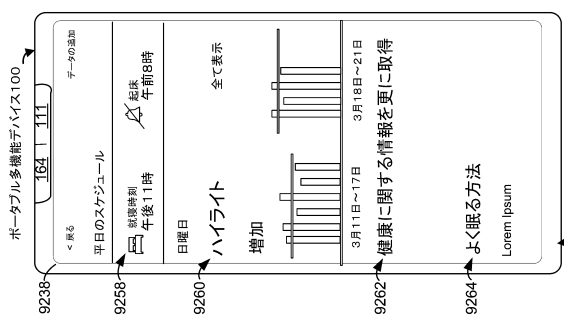 ポータブル多機能デバイス100
164 111
9238
< 戻る
データの追加
平日のスケジュール
9258
就寝時刻
午後11時
起床
午前8時
日曜日
9260
ハイライト
全て表示
増加
3月11日~17日
3月18日~21日
9262
健康に関する情報を更に取得
9264
よく眠る方法
Lorem Ipsum